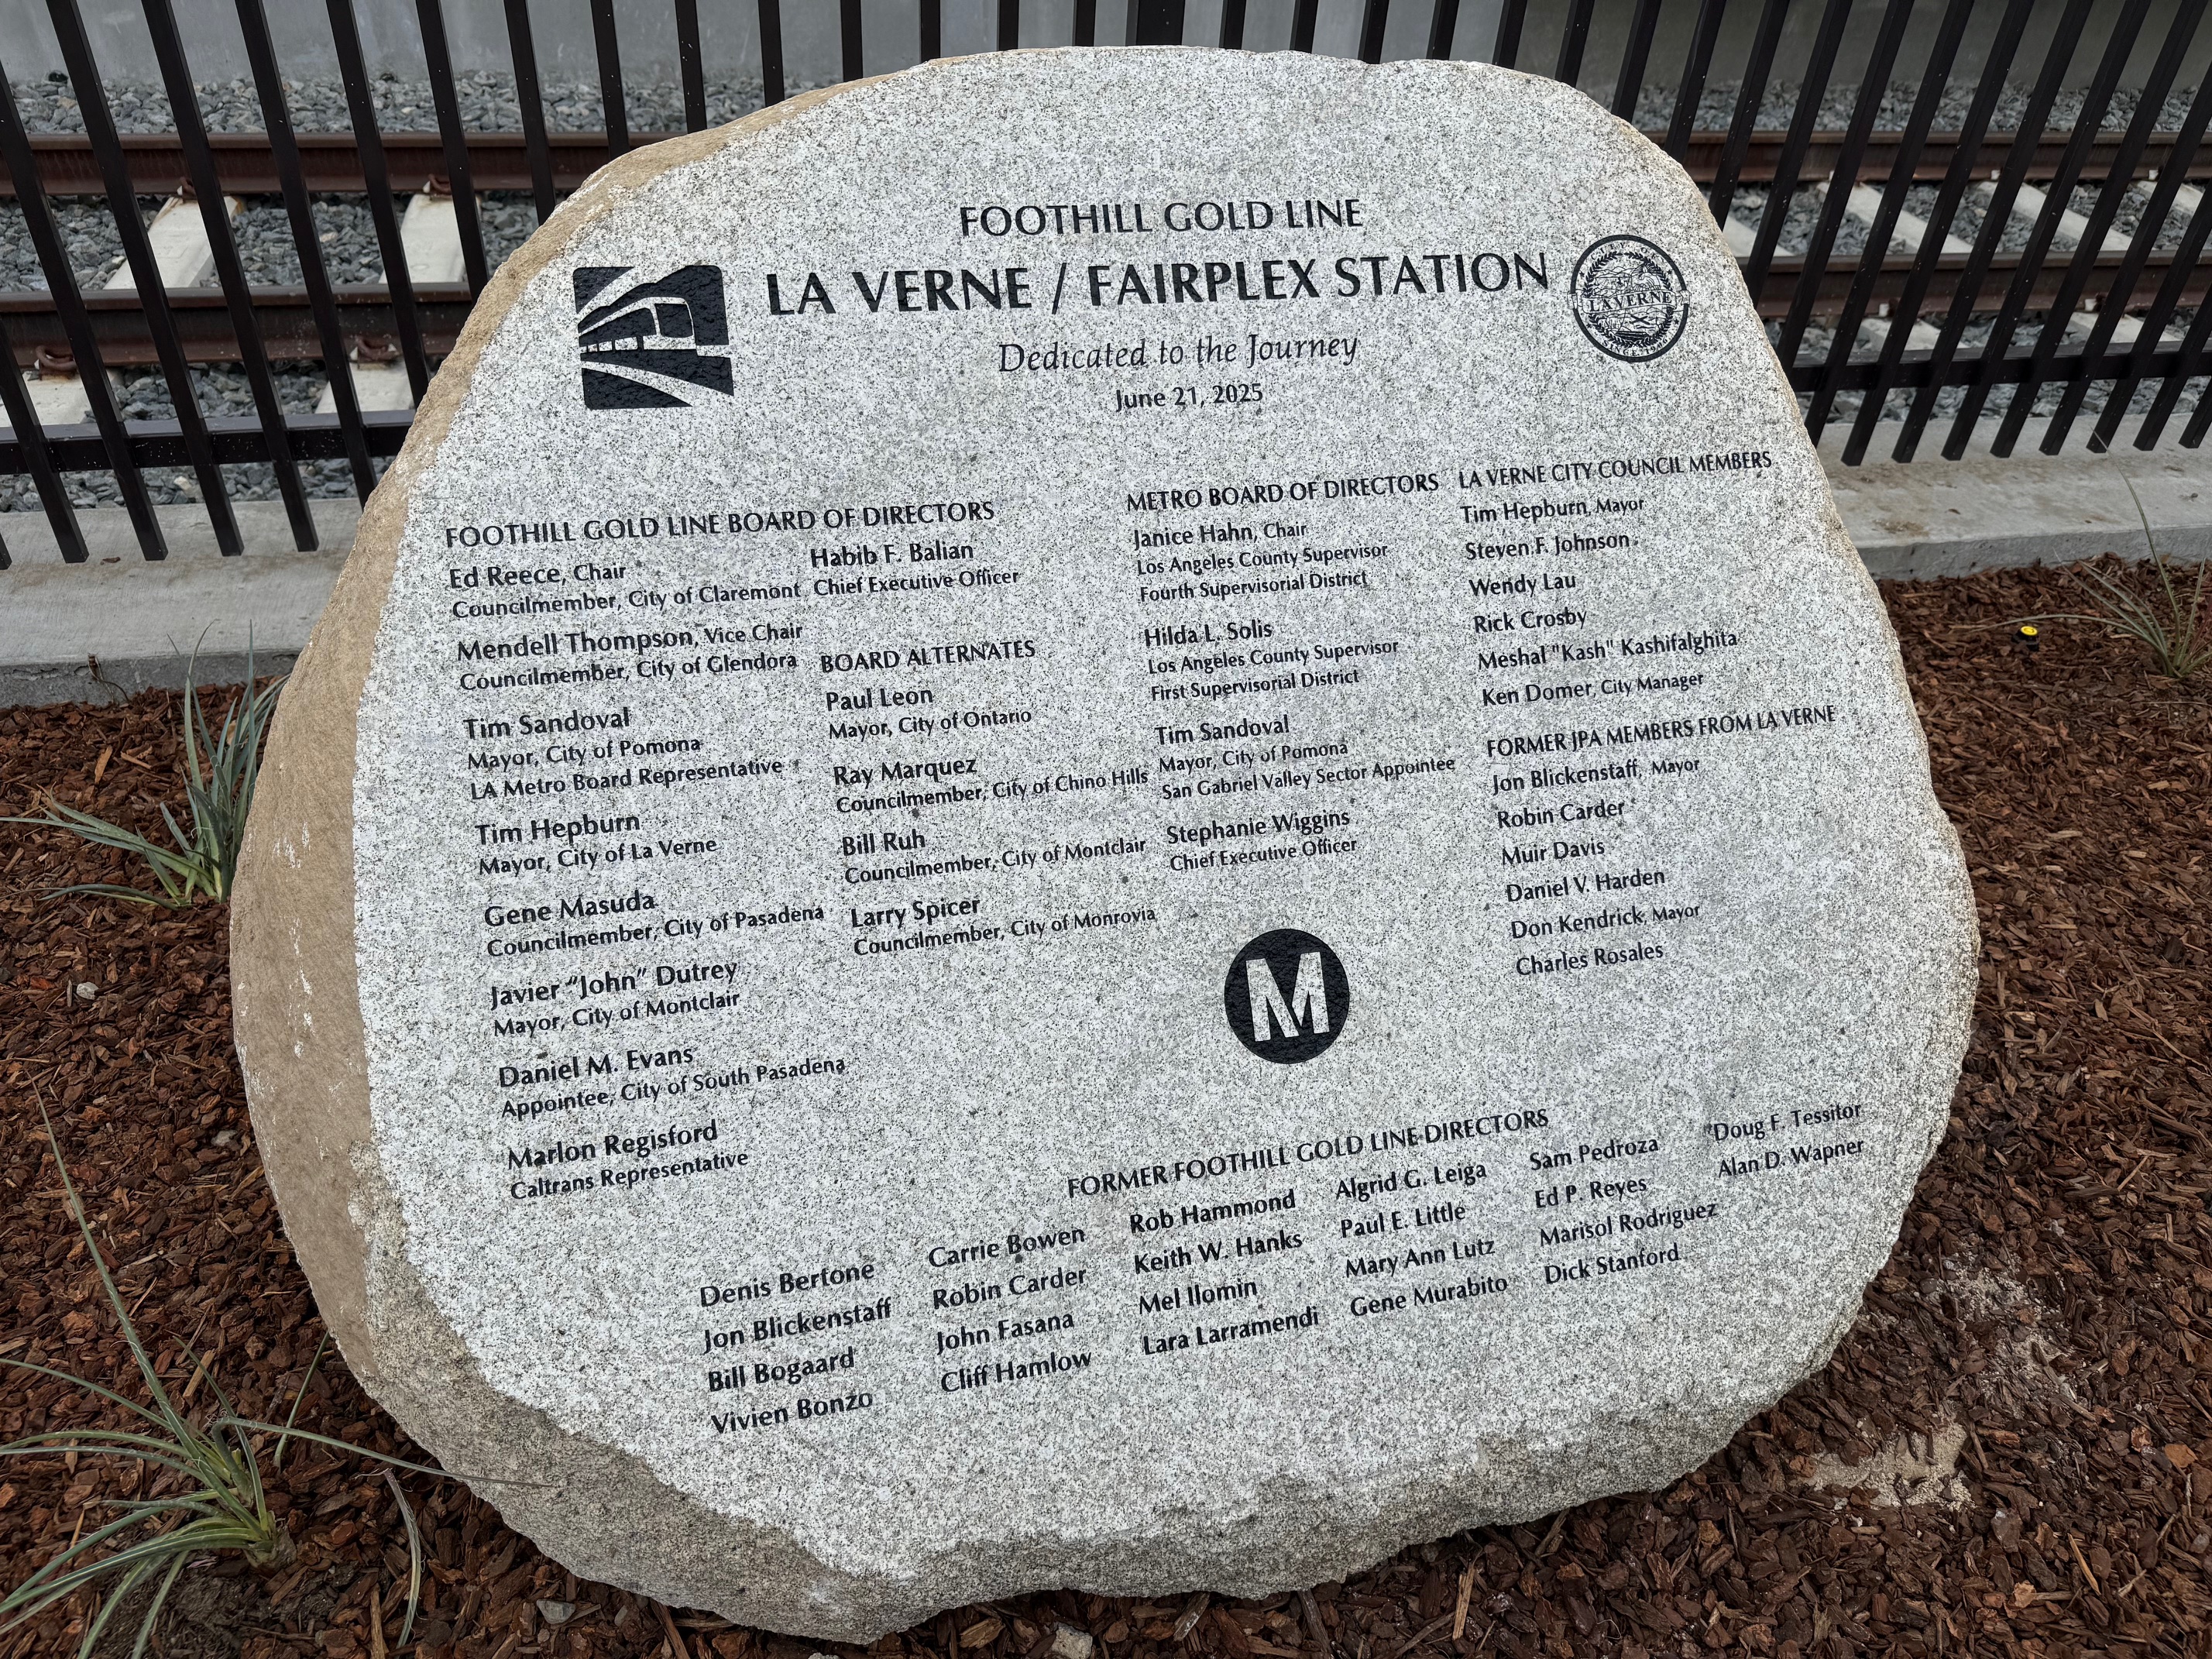 FOOTHILL GOLD LINE
LA VERNE / FAIRPLEX STATION
Dedicated to the Journey
June 21, 2025
LA VERNE
FOOTHILL GOLD LINE BOARD OF DIRECTORS
Ed Reece, Chair
Councilmember, City of Claremont
Mendell Thompson, Vice Chair
Councilmember, City of Glendora
Tim Sandoval
Mayor, City of Pomona
LA Metro Board Representative
Tim Hepburn
Mayor, City of La Verne
Gene Masuda
Councilmember, City of Pasadena
Javier “John” Dutrey
Mayor, City of Montclair
Daniel M. Evans
Appointee, City of South Pasadena
Marlon Regisford
Caltrans Representative
Habib F. Balian
Chief Executive Officer
BOARD ALTERNATES
Paul Leon
Mayor, City of Ontario
Ray Marquez
Councilmember, City of Chino Hills
Bill Ruh
Councilmember, City of Montclair
Larry Spicer
Councilmember, City of Monrovia
METRO BOARD OF DIRECTORS
Janice Hahn, Chair
Los Angeles County Supervisor
Fourth Supervisorial District
Hilda L. Solis
Los Angeles County Supervisor
First Supervisorial District
Tim Sandoval
Mayor, City of Pomona
San Gabriel Valley Sector Appointee
Stephanie Wiggins
Chief Executive Officer
M
LA VERNE CITY COUNCIL MEMBERS
Tim Hepburn, Mayor
Steven F. Johnson
Wendy Lau
Rick Crosby
Meshal "Kash" Kashifalghita
Ken Domer, City Manager
FORMER JPA MEMBERS FROM LA VERNE
Jon Blickenstaff, Mayor
Robin Carder
Muir Davis
Daniel V. Harden
Don Kendrick, Mayor
Charles Rosales
FORMER FOOTHILL GOLD LINE DIRECTORS
Denis Bertone
Jon Blickenstaff
Bill Bogaard
Vivien Bonzo
Carrie Bowen
Robin Carder
John Fasana
Cliff Hamlow
Rob Hammond
Keith W. Hanks
Mel Ilomin
Lara Larramendi
Algrid G. Leiga
Paul E. Little
Mary Ann Lutz
Gene Murabito
Sam Pedroza
Ed P. Reyes
Marisol Rodriguez
Dick Stanford
Doug F. Tessitor
Alan D. Wapner